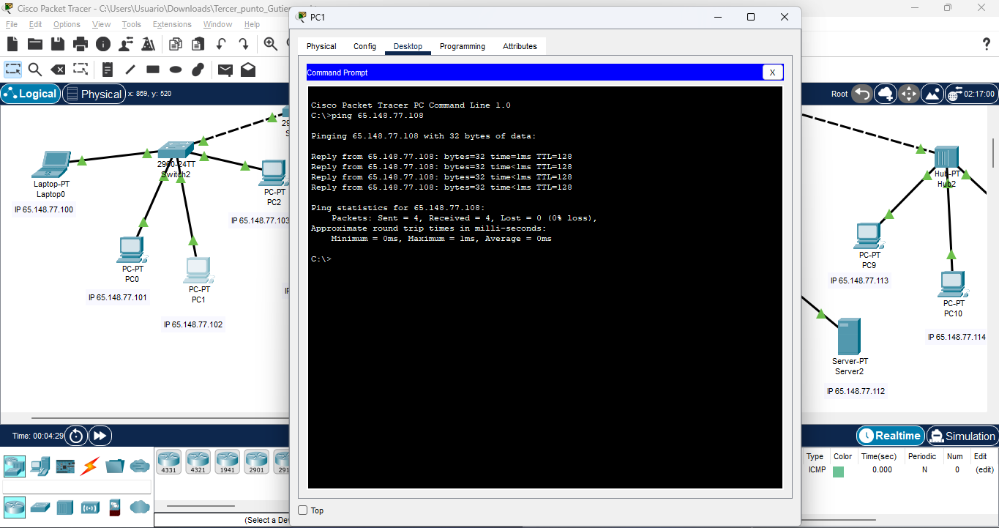 Cisco Packet Tracer - C:\Users\Usuario\Downloads\Tercer_punto_Gutie
File Edit Options View Tools Extensions Window Help
Logical Physical x: 869, y: 520
Root 02:17:00
PC1
Physical Config Desktop Programming Attributes
Command Prompt X
Cisco Packet Tracer PC Command Line 1.0
C:\>ping 65.148.77.108
Pinging 65.148.77.108 with 32 bytes of data:
Reply from 65.148.77.108: bytes=32 time=1ms TTL=128
Reply from 65.148.77.108: bytes=32 time<1ms TTL=128
Reply from 65.148.77.108: bytes=32 time<1ms TTL=128
Reply from 65.148.77.108: bytes=32 time<1ms TTL=128
Ping statistics for 65.148.77.108:
Packets: Sent = 4, Received = 4, Lost = 0 (0% loss),
Approximate round trip times in milli-seconds:
Minimum = 0ms, Maximum = 1ms, Average = 0ms
C:\>
Top
Laptop-PT
Laptop0
IP 65.148.77.100
2960-24TT
Switch2
29
S
PC-PT
PC2
IP 65.148.77.103
PC-PT
PC0
IP 65.148.77.101
PC-PT
PC1
IP 65.148.77.102
IP
Hub-PT
Hub2
PC-PT
PC9
IP 65.148.77.113
PC-PT
PC10
IP 65.148.77.114
Server-PT
Server2
IP 65.148.77.112
Time: 00:04:29
Realtime Simulation
4331 4321 1941 2901 291
(Select a De
Type Color Time(sec) Periodic Num Edit
ICMP 0.000 N 0 (edit)